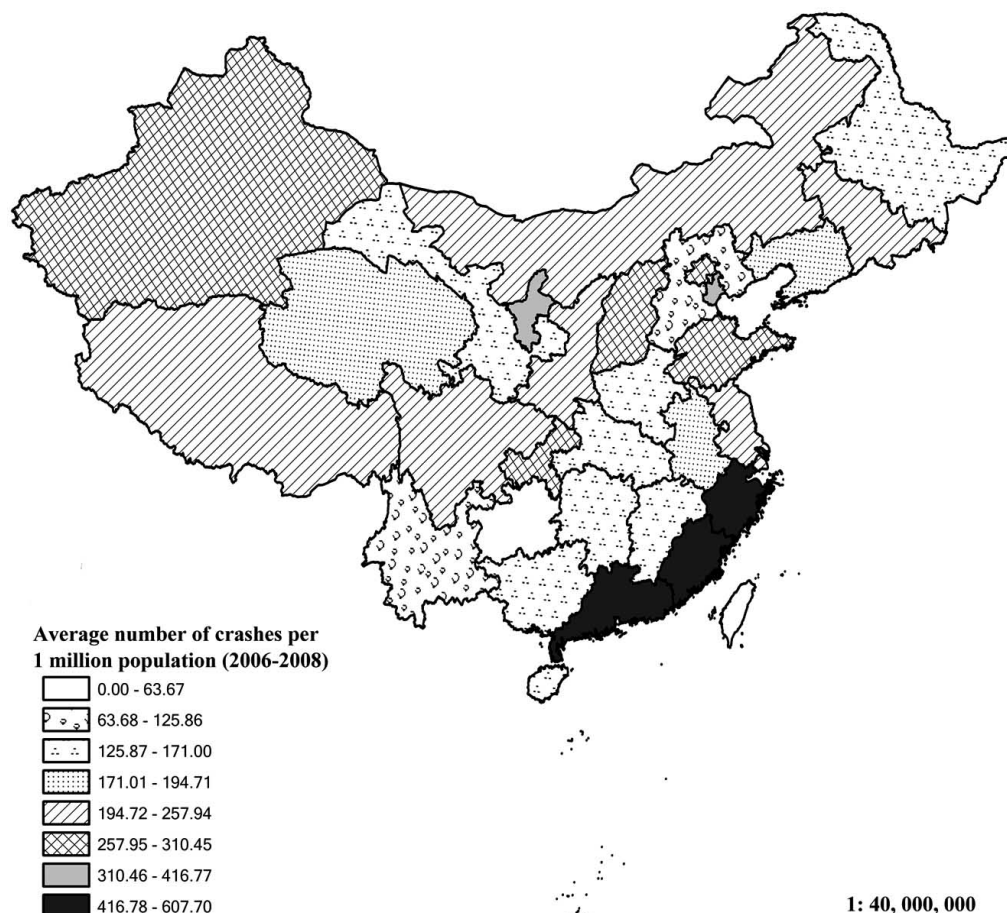 Average number of crashes per
1 million population (2006-2008)
0.00 - 63.67
63.68 - 125.86
125.87 - 171.00
171.01 - 194.71
194.72 - 257.94
257.95 - 310.45
310.46 - 416.77
416.78 - 607.70
1: 40, 000, 000